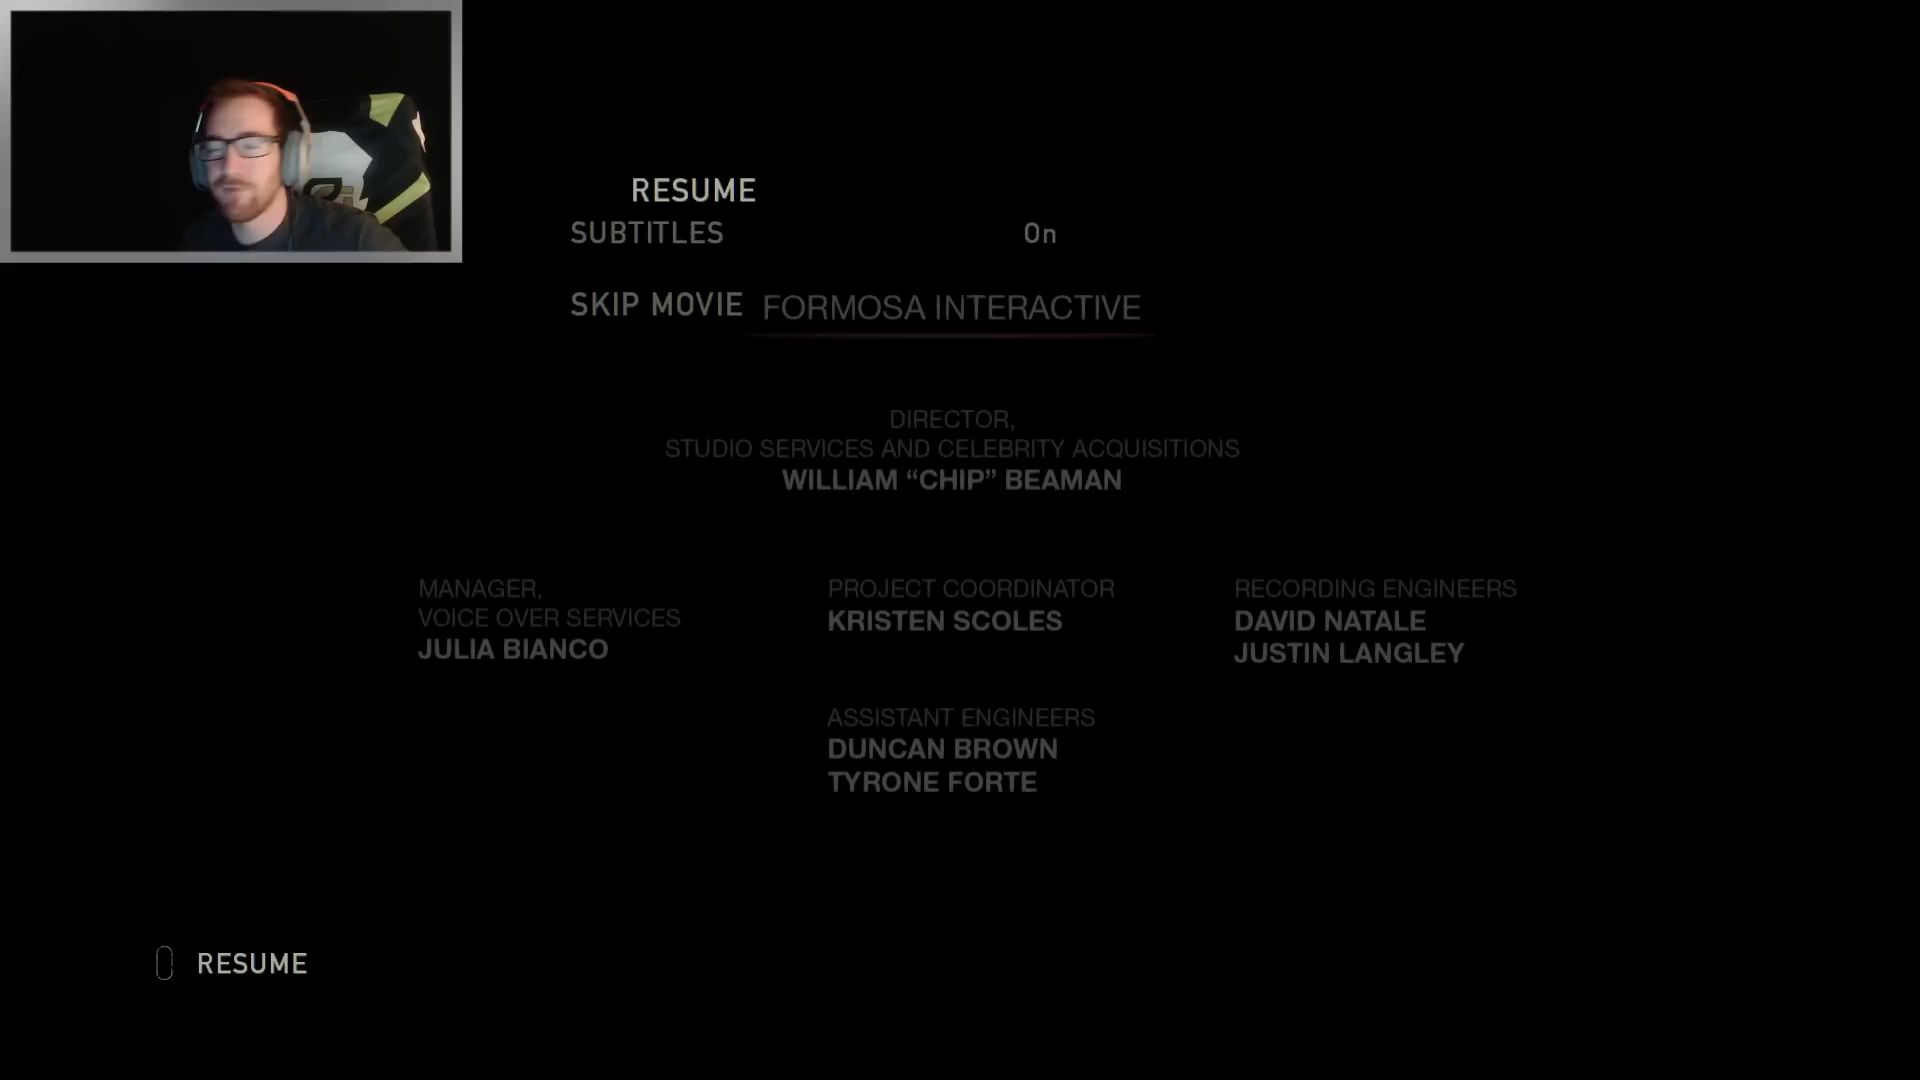 RESUME
SUBTITLES On
SKIP MOVIE
FORMOSA INTERACTIVE
DIRECTOR,
STUDIO SERVICES AND CELEBRITY ACQUISITIONS
WILLIAM “CHIP” BEAMAN
MANAGER,
VOICE OVER SERVICES
JULIA BIANCO
PROJECT COORDINATOR
KRISTEN SCOLES
RECORDING ENGINEERS
DAVID NATALE
JUSTIN LANGLEY
ASSISTANT ENGINEERS
DUNCAN BROWN
TYRONE FORTE
RESUME